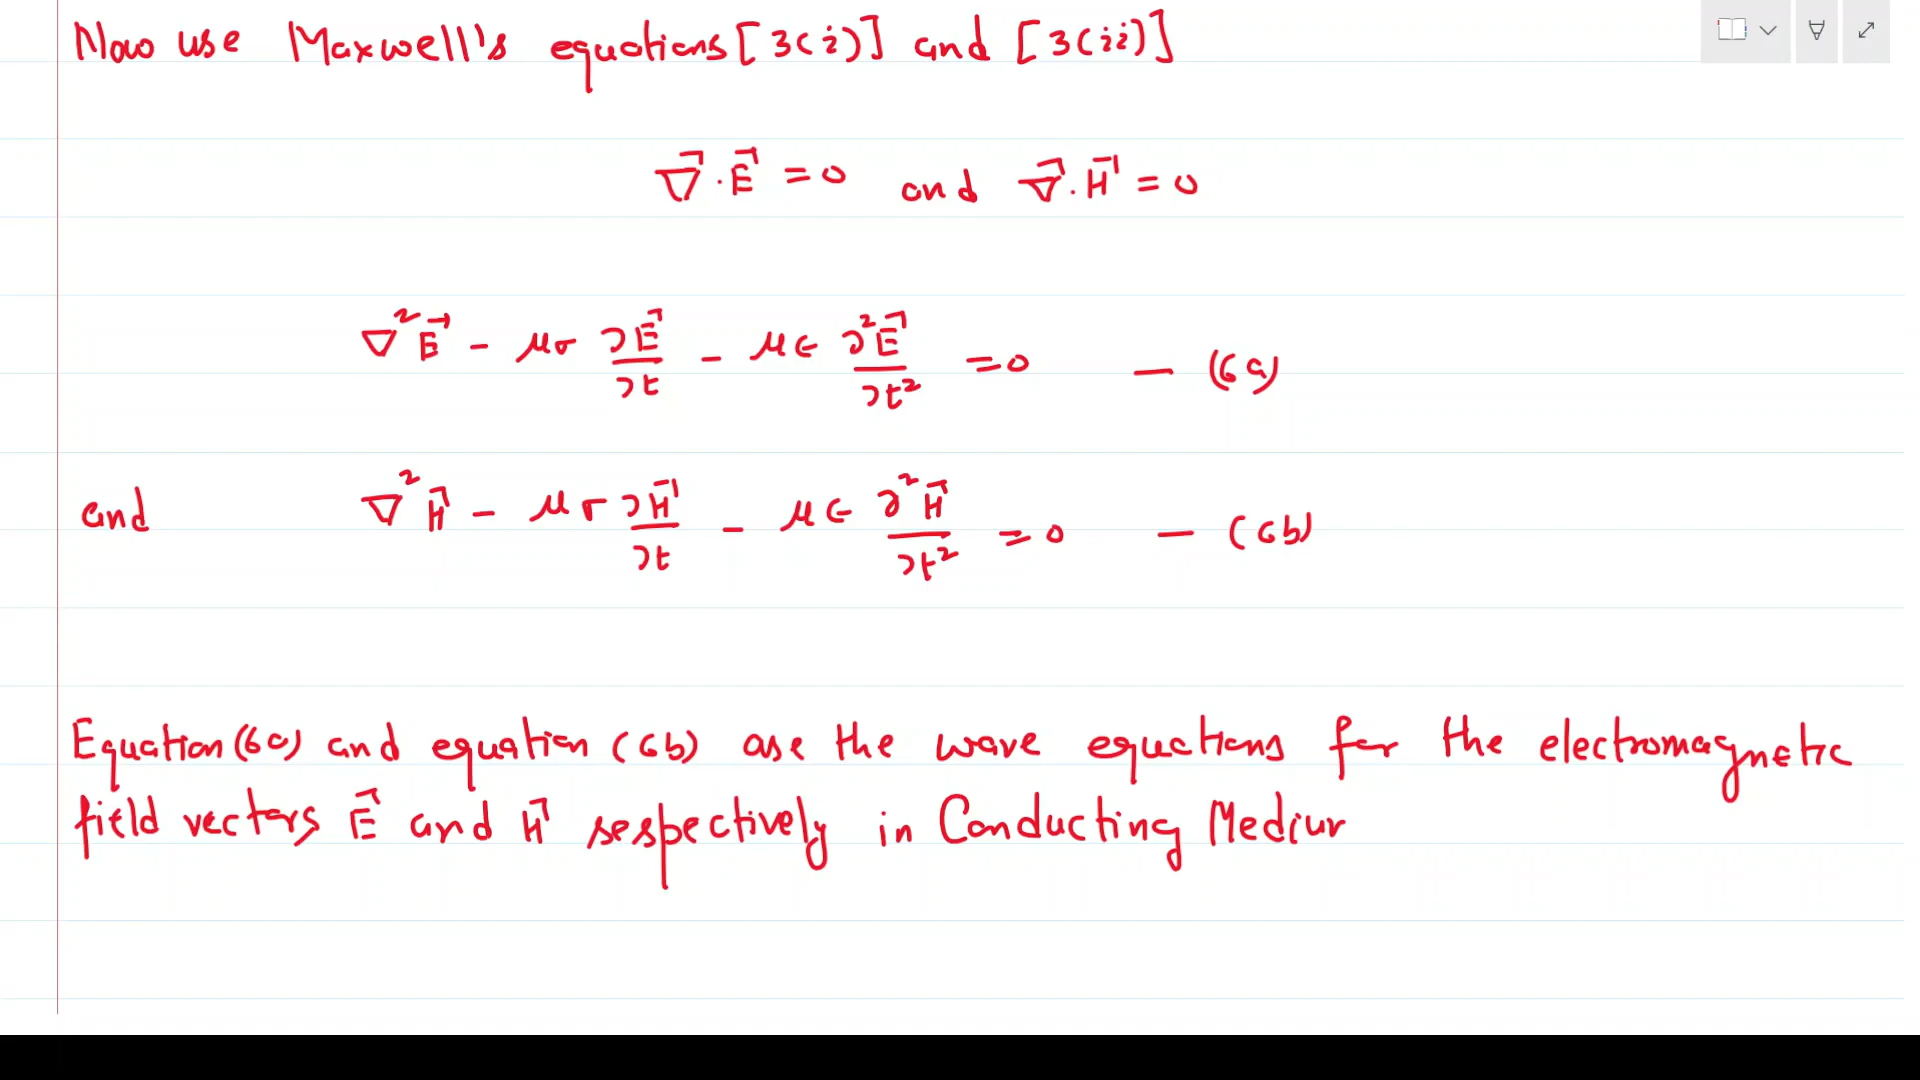 Now use Maxwell's equations [3(i)] and [3(ii)]
∇⃗·E⃗ = 0 and ∇⃗·H⃗ = 0
∇²E⃗ - μσ ∂E⃗/∂t - μϵ ∂²E⃗/∂t² = 0 — (6a)
and ∇²H⃗ - μσ ∂H⃗/∂t - μϵ ∂²H⃗/∂t² = 0 — (6b)
Equation (6a) and equation (6b) are the wave equations for the electromagnetic
field vectors E⃗ and H⃗ respectively in Conducting Mediur